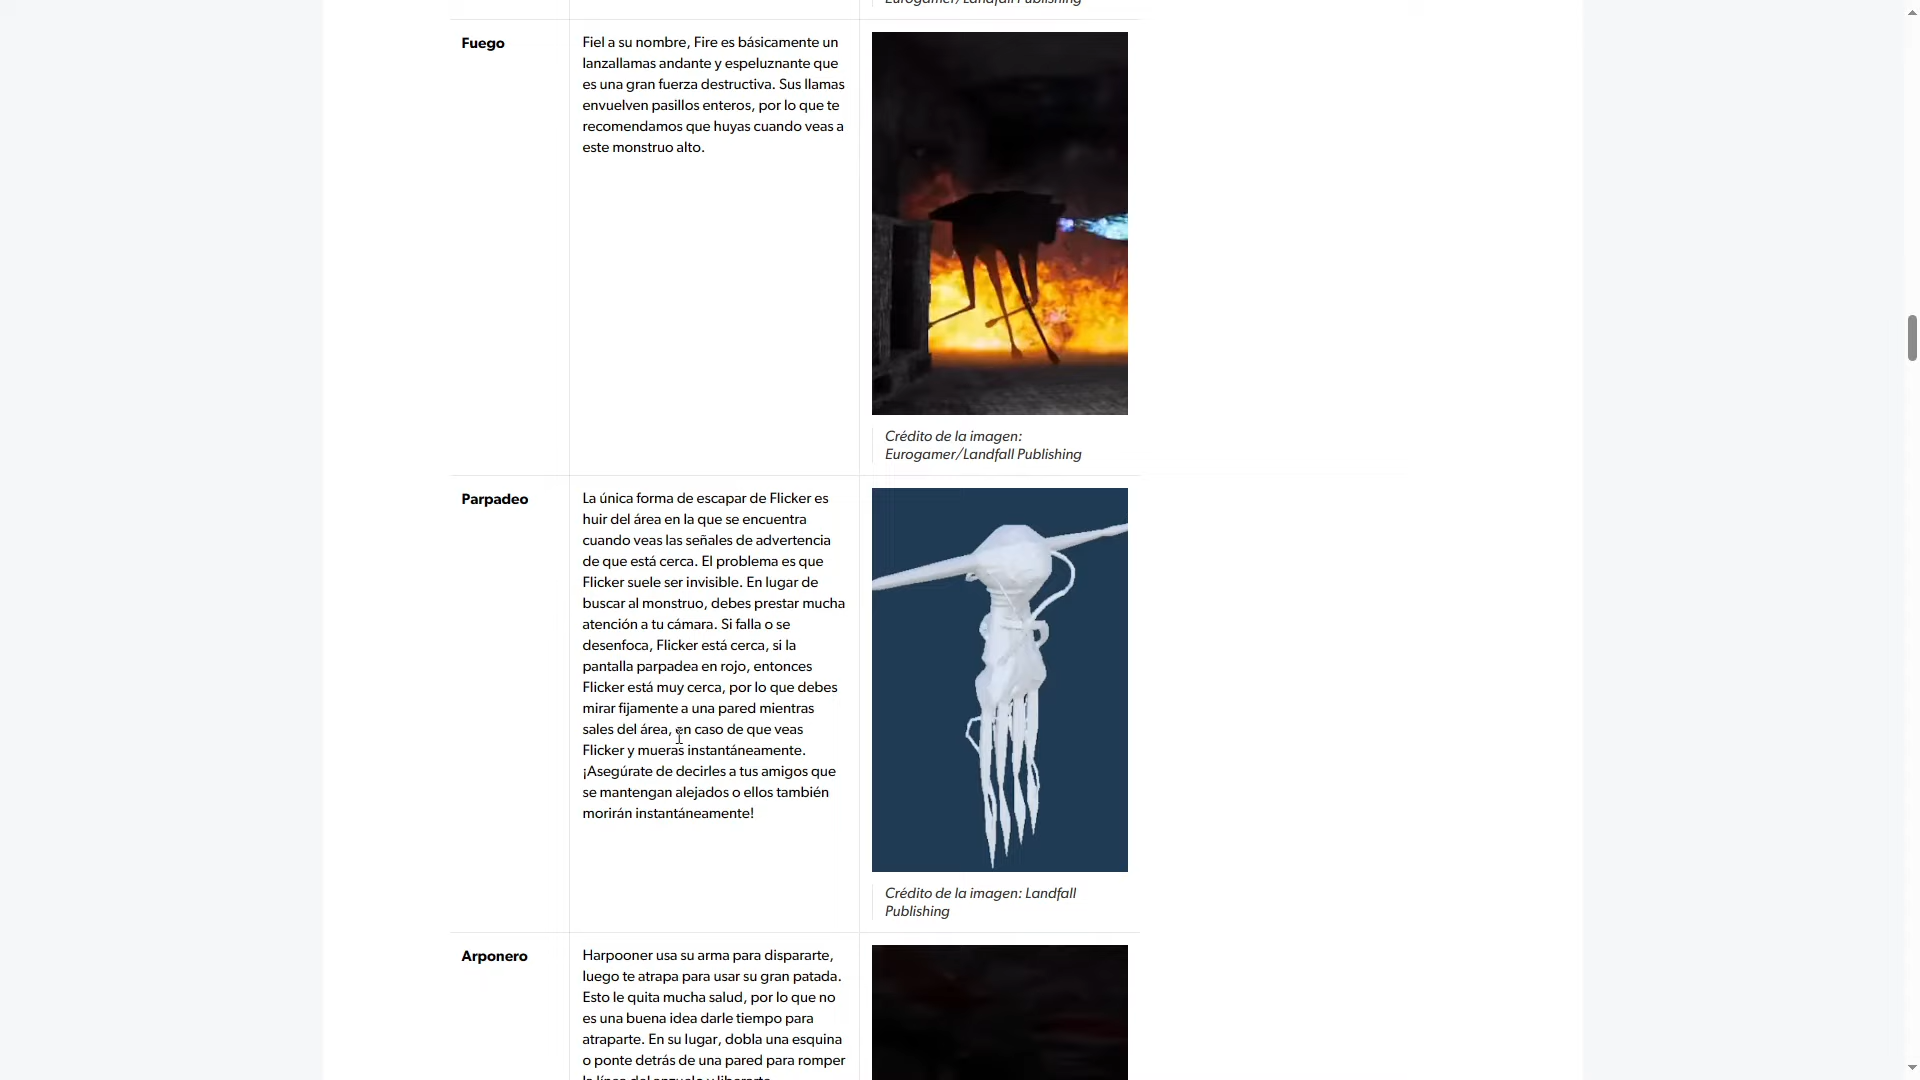 Eurogamer/Landfall Publishing
Fuego
Fiel a su nombre, Fire es básicamente un
lanzallamas andante y espeluznante que
es una gran fuerza destructiva. Sus llamas
envuelven pasillos enteros, por lo que te
recomendamos que huyas cuando veas a
este monstruo alto.
Crédito de la imagen:
Eurogamer/Landfall Publishing
Parpadeo
La única forma de escapar de Flicker es
huir del área en la que se encuentra
cuando veas las señales de advertencia
de que está cerca. El problema es que
Flicker suele ser invisible. En lugar de
buscar al monstruo, debes prestar mucha
atención a tu cámara. Si falla o se
desenfoca, Flicker está cerca, si la
pantalla parpadea en rojo, entonces
Flicker está muy cerca, por lo que debes
mirar fijamente a una pared mientras
sales del área, en caso de que veas
Flicker y mueras instantáneamente.
¡Asegúrate de decirles a tus amigos que
se mantengan alejados o ellos también
morirán instantáneamente!
Crédito de la imagen: Landfall
Publishing
Arponero
Harpooner usa su arma para dispararte,
luego te atrapa para usar su gran patada.
Esto le quita mucha salud, por lo que no
es una buena idea darle tiempo para
atraparte. En su lugar, dobla una esquina
o ponte detrás de una pared para romper